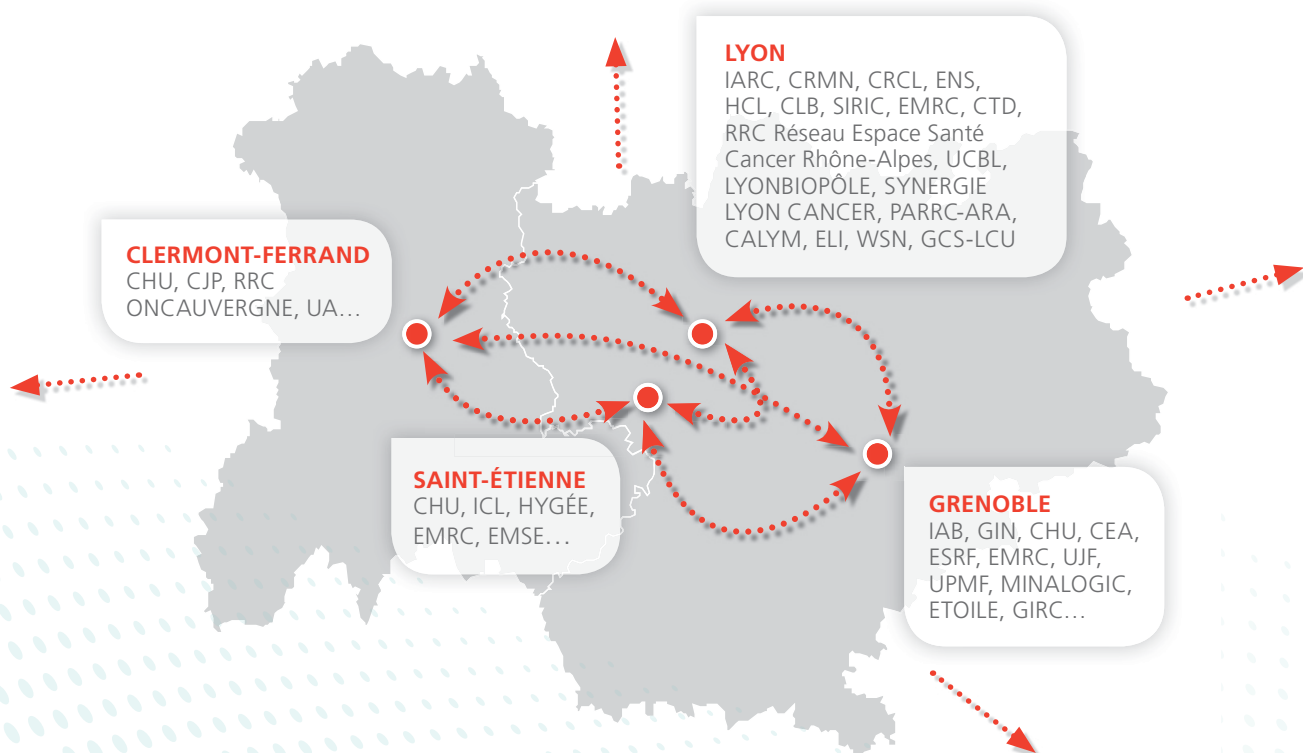 LYON
IARC, CRMN, CRCL, ENS,
HCL, CLB, SIRIC, EMRC, CTD,
RRC Réseau Espace Santé
Cancer Rhône-Alpes, UCBL,
LYONBIOPÔLE, SYNERGIE
LYON CANCER, PARRC-ARA,
CALYM, ELI, WSN, GCS-LCU
CLERMONT-FERRAND
CHU, CJP, RRC
ONCAUVERGNE, UA…
SAINT-ÉTIENNE
CHU, ICL, HYGÉE,
EMRC, EMSE…
GRENOBLE
IAB, GIN, CHU, CEA,
ESRF, EMRC, UJF,
UPMF, MINALOGIC,
ETOILE, GIRC…